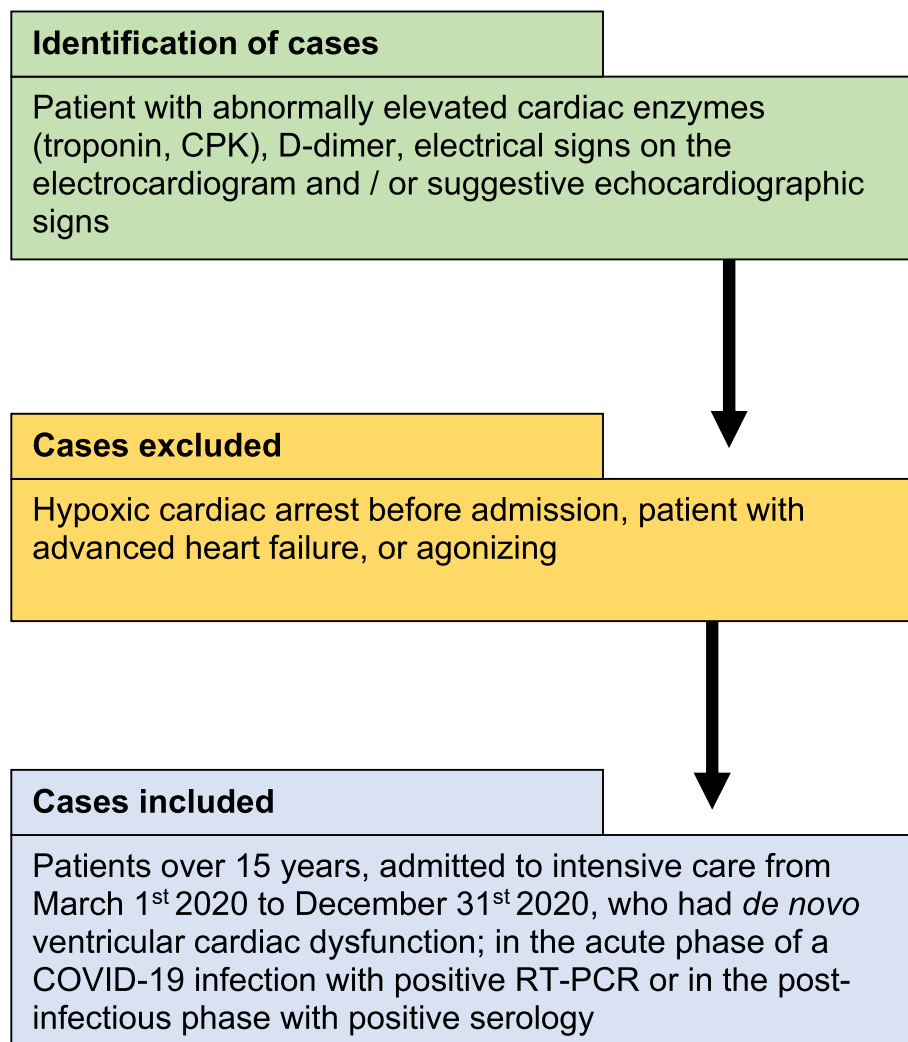 Identification of cases
Patient with abnormally elevated cardiac enzymes
(troponin, CPK), D-dimer, electrical signs on the
electrocardiogram and / or suggestive echocardiographic
signs
Cases excluded
Hypoxic cardiac arrest before admission, patient with
advanced heart failure, or agonizing
Cases included
Patients over 15 years, admitted to intensive care from
March 1st 2020 to December 31st 2020, who had de novo
ventricular cardiac dysfunction; in the acute phase of a
COVID-19 infection with positive RT-PCR or in the post-
infectious phase with positive serology